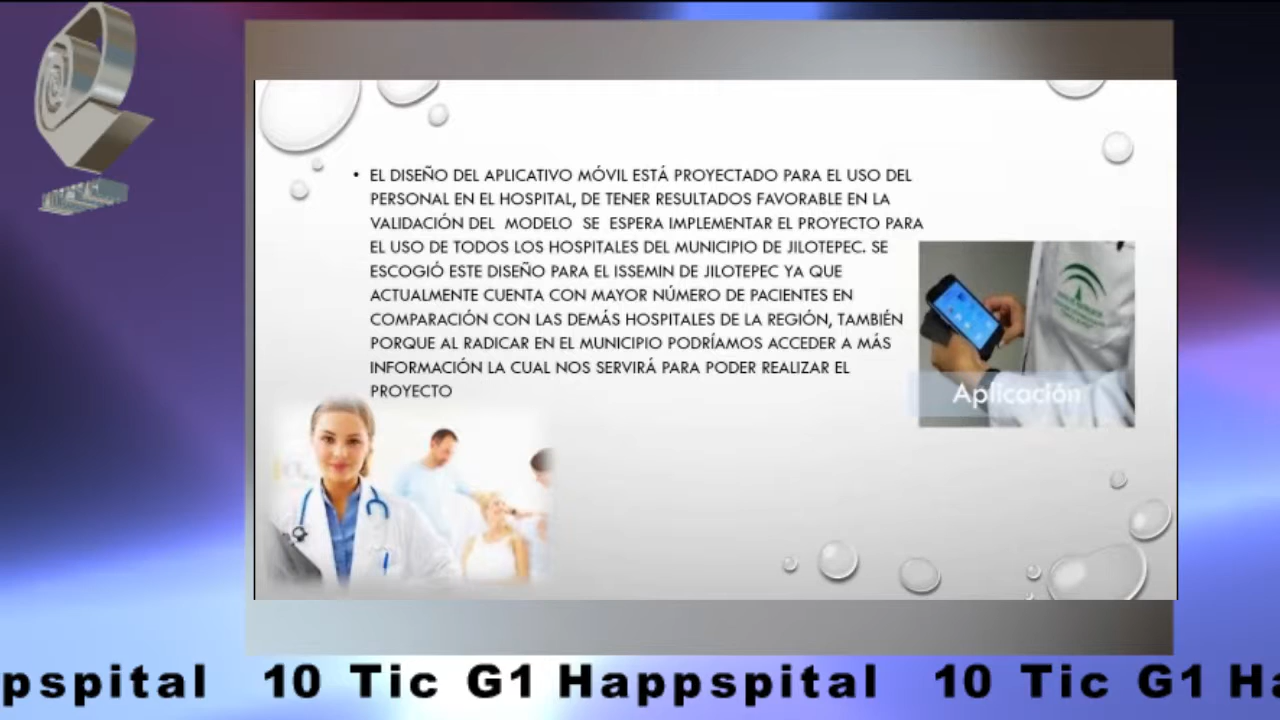 • EL DISEÑO DEL APLICATIVO MÓVIL ESTÁ PROYECTADO PARA EL USO DEL
PERSONAL EN EL HOSPITAL, DE TENER RESULTADOS FAVORABLE EN LA
VALIDACIÓN DEL MODELO SE ESPERA IMPLEMENTAR EL PROYECTO PARA
EL USO DE TODOS LOS HOSPITALES DEL MUNICIPIO DE JILOTEPEC. SE
ESCOGIÓ ESTE DISEÑO PARA EL ISSEMIN DE JILOTEPEC YA QUE
ACTUALMENTE CUENTA CON MAYOR NÚMERO DE PACIENTES EN
COMPARACIÓN CON LAS DEMÁS HOSPITALES DE LA REGIÓN, TAMBIÉN
PORQUE AL RADICAR EN EL MUNICIPIO PODRÍAMOS ACCEDER A MÁS
INFORMACIÓN LA CUAL NOS SERVIRÁ PARA PODER REALIZAR EL
PROYECTO
Aplicación
ppspital 10 Tic G1 Happspital 10 Tic G1 Ha